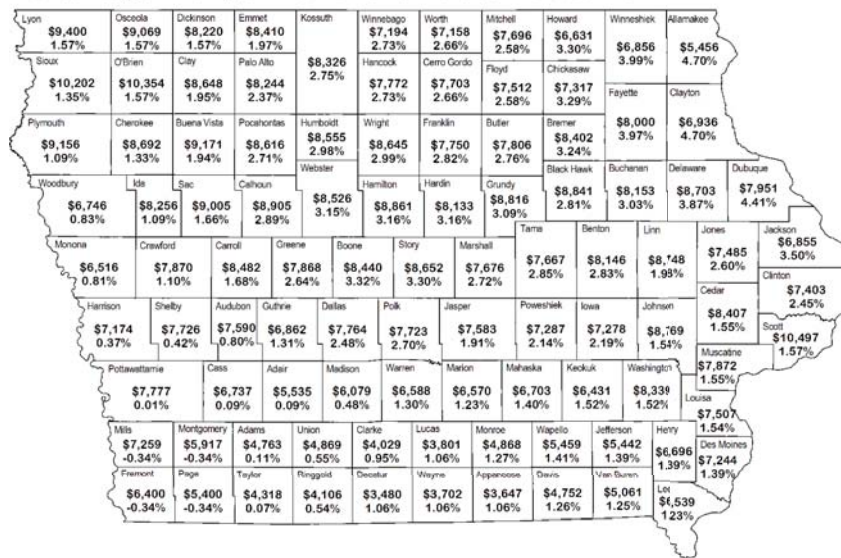 Lyon
$9,400
1.57%
Osceola
$9,069
1.57%
Dickinson
$8,220
1.57%
Emmet
$8,410
1.97%
Kossuth
$8,326
2.75%
Winnebago
$7,194
2.73%
Worth
$7,158
2.66%
Mitchell
$7,696
2.58%
Howard
$6,631
3.30%
Winneshiek
$6,856
3.99%
Allamakee
$5,456
4.70%
Sioux
$10,202
1.35%
O'Brien
$10,354
1.57%
Clay
$8,648
1.95%
Palo Alto
$8,244
2.37%
Hancock
$7,772
2.73%
Cerro Gordo
$7,703
2.66%
Floyd
$7,512
2.58%
Chickasaw
$7,317
3.29%
Fayette
$8,000
3.97%
Clayton
$6,936
4.70%
Plymouth
$9,156
1.09%
Cherokee
$8,692
1.33%
Buena Vista
$9,171
1.94%
Pocahontas
$8,616
2.71%
Humboldt
$8,555
2.98%
Wright
$8,645
2.99%
Franklin
$7,750
2.82%
Butler
$7,806
2.76%
Bremer
$8,402
3.24%
Woodbury
$6,746
0.83%
Ida
$8,256
1.09%
Sac
$9,005
1.66%
Calhoun
$8,905
2.89%
Webster
$8,526
3.15%
Hamilton
$8,861
3.16%
Hardin
$8,133
3.16%
Grundy
$8,816
3.09%
Black Hawk
$8,841
2.81%
Buchanan
$8,153
3.03%
Delaware
$8,703
3.87%
Dubuque
$7,951
4.41%
Monona
$6,516
0.81%
Crawford
$7,870
1.10%
Carroll
$8,482
1.68%
Greene
$7,868
2.64%
Boone
$8,440
3.32%
Story
$8,652
3.30%
Marshall
$7,676
2.72%
Tama
$7,667
2.85%
Benton
$8,146
2.83%
Linn
$8,748
1.98%
Jones
$7,485
2.60%
Jackson
$6,855
3.50%
Clinton
$7,403
2.45%
Cedar
$8,407
1.55%
Harrison
$7,174
0.37%
Shelby
$7,726
0.42%
Audubon
$7,590
0.80%
Guthrie
$6,862
1.31%
Dallas
$7,764
2.48%
Polk
$7,723
2.70%
Jasper
$7,583
1.91%
Poweshiek
$7,287
2.14%
Iowa
$7,278
2.19%
Johnson
$8,769
1.54%
Scott
$10,497
1.57%
Muscatine
$7,872
1.55%
Pottawattamie
$7,777
0.01%
Cass
$6,737
0.09%
Adair
$5,535
0.09%
Madison
$6,079
0.48%
Warren
$6,588
1.30%
Marion
$6,570
1.23%
Mahaska
$6,703
1.40%
Keokuk
$6,431
1.52%
Washington
$8,339
1.52%
Louisa
$7,507
1.54%
Mills
$7,259
-0.34%
Montgomery
$5,917
-0.34%
Adams
$4,763
0.11%
Union
$4,869
0.55%
Clarke
$4,029
0.95%
Lucas
$3,801
1.06%
Monroe
$4,868
1.27%
Wapello
$5,459
1.41%
Jefferson
$5,442
1.39%
Henry
$6,696
1.39%
Des Moines
$7,244
1.39%
Fremont
$6,400
-0.34%
Page
$5,400
-0.34%
Taylor
$4,318
0.07%
Ringgold
$4,106
0.54%
Decatur
$3,480
1.06%
Wayne
$3,702
1.06%
Appanoose
$3,647
1.06%
Davis
$4,752
1.26%
Van Buren
$5,061
1.25%
Lee
$6,539
1.23%